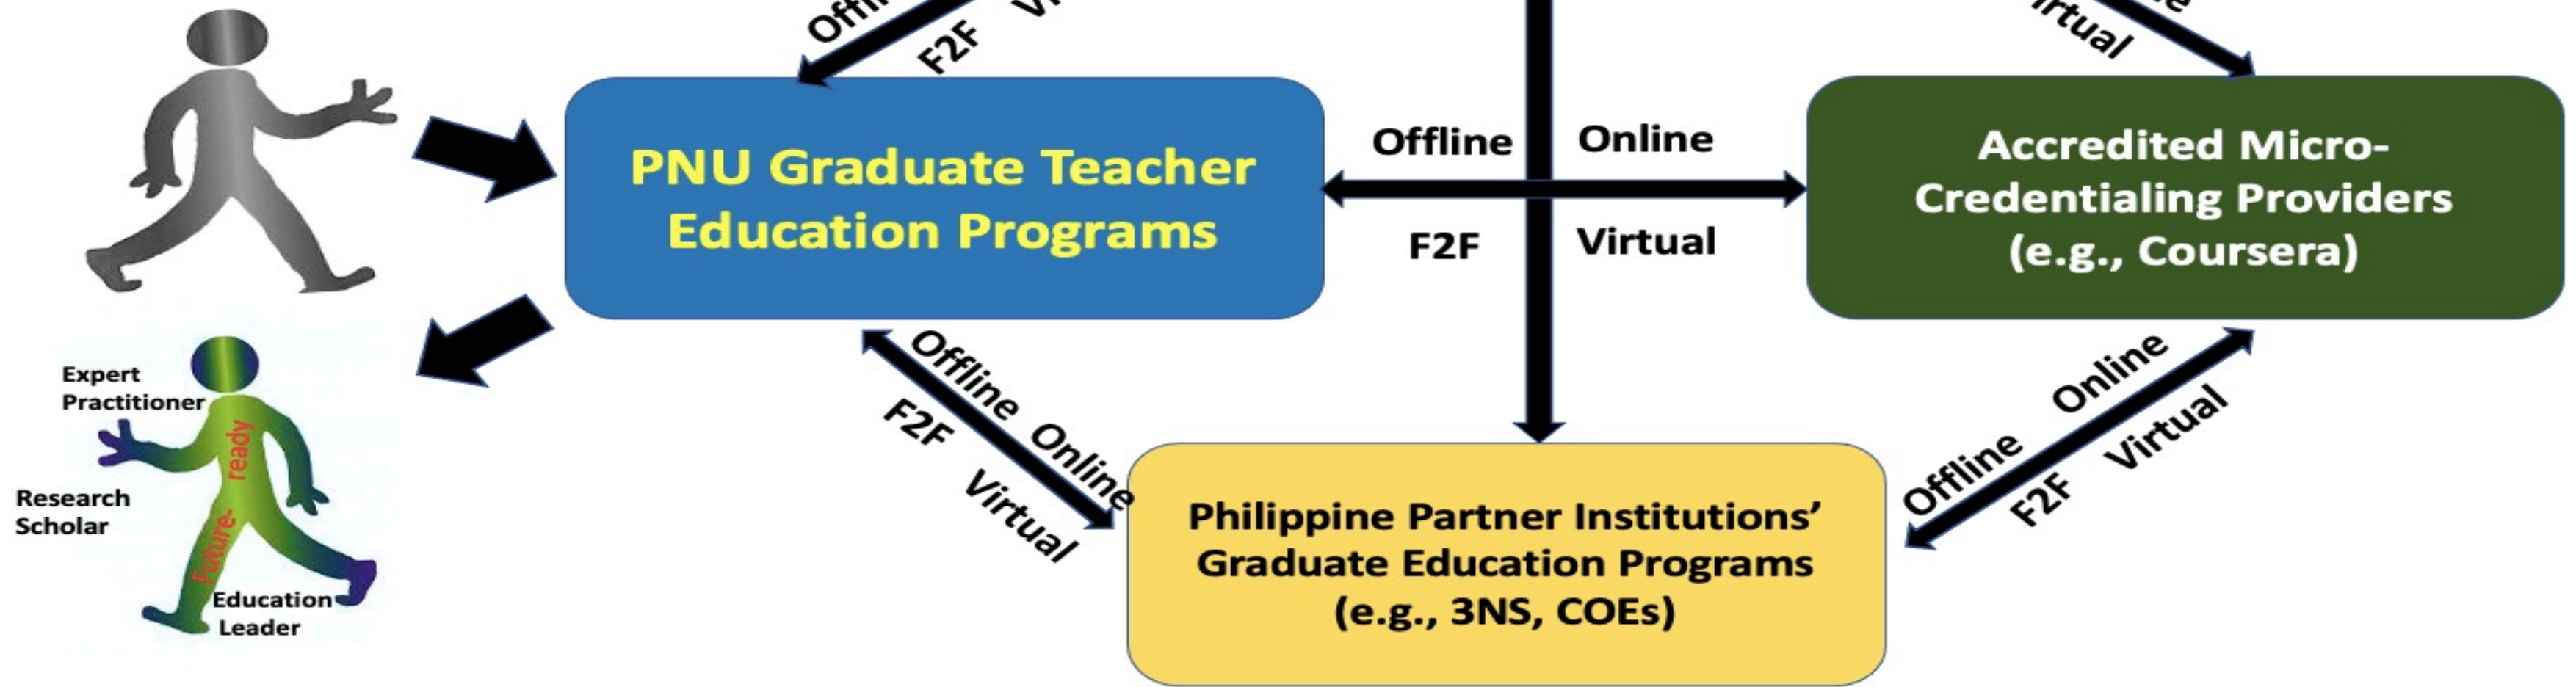 F2F
PNU Graduate Teacher
Education Programs
Offline
Online
F2F
Virtual
Accredited Micro-
Credentialing Providers
(e.g., Coursera)
Expert
Practitioner
Research
Scholar
Future-
ready
Education
Leader
Offline Online
F2F Virtual
Offline Online
F2F Virtual
Philippine Partner Institutions’
Graduate Education Programs
(e.g., 3NS, COEs)